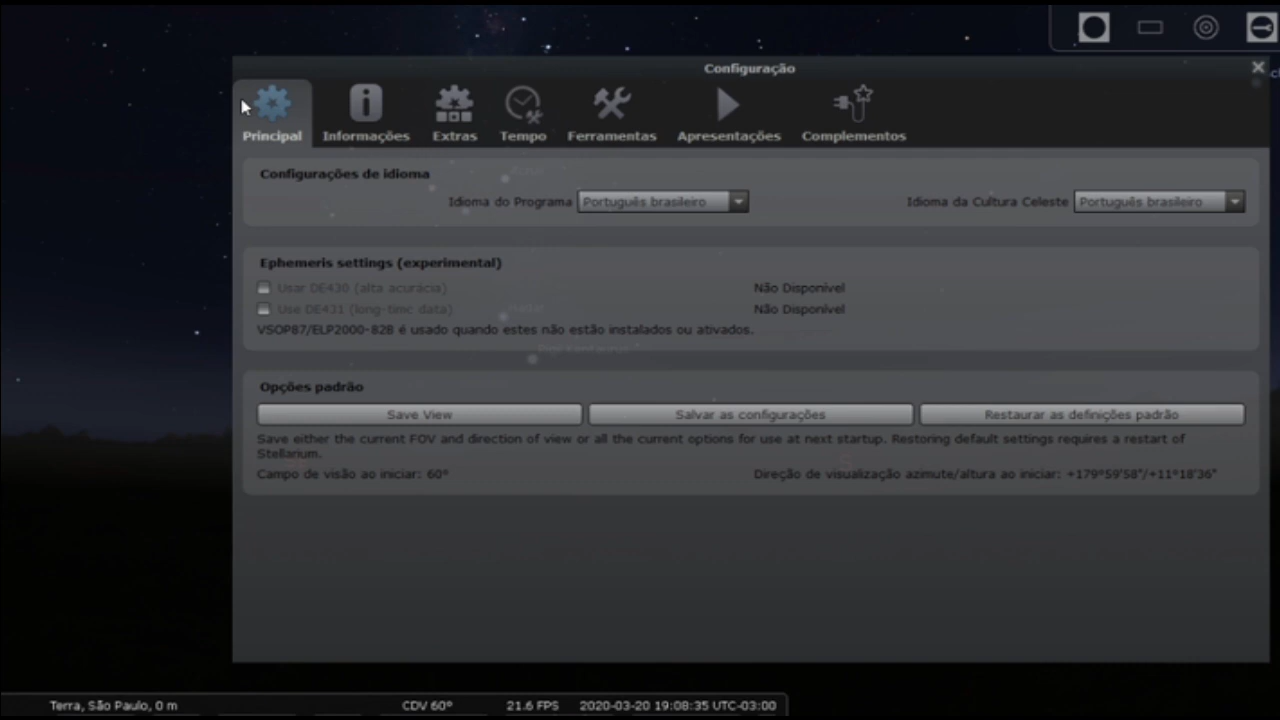 Configuração
Principal Informações Extras Tempo Ferramentas Apresentações Complementos
Configurações de idioma
Idioma do Programa Português brasileiro Idioma da Cultura Celeste Português brasileiro
Ephemeris settings (experimental)
Usar DE430 (alta acurácia) Não Disponível
Use DE431 (long-time data) Não Disponível
VSOP87/ELP2000-82B é usado quando estes não estão instalados ou ativados.
Opções padrão
Save View Salvar as configurações Restaurar as definições padrão
Save either the current FOV and direction of view or all the current options for use at next startup. Restoring default settings requires a restart of
Stellarium.
Campo de visão ao iniciar: 60° Direção de visualização azimute/altura ao iniciar: +179°59'58"/+11°18'36"
Terra, São Paulo, 0 m CDV 60° 21.6 FPS 2020-03-20 19:08:35 UTC-03:00